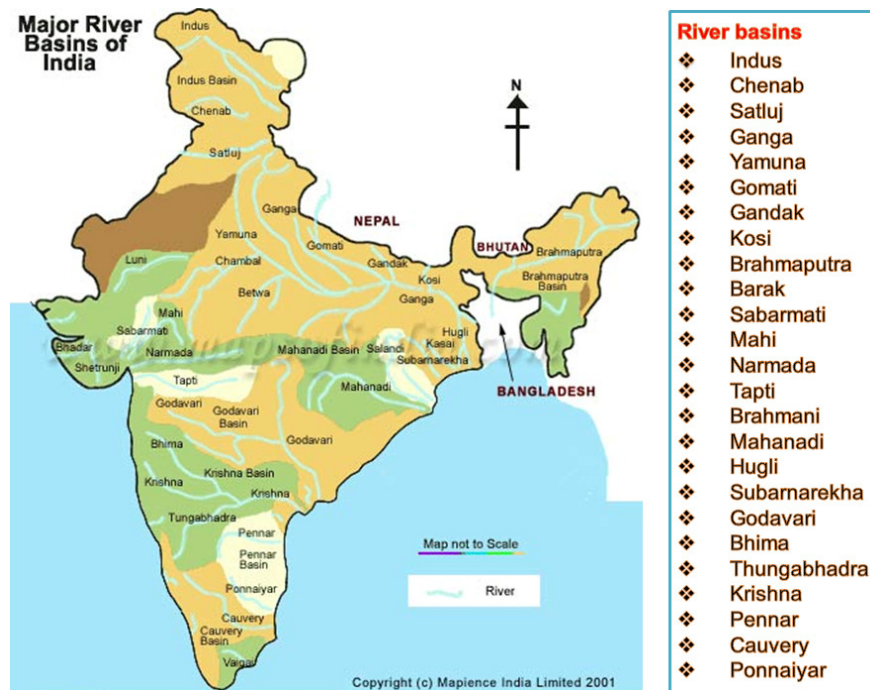 Major River
Basins of
India
Indus
Indus Basin
Chenab
Satluj
N
Ganga
NEPAL
Yamuna
Gomati
BHUTAN
Brahmaputra
Luni
Chambal
Gandak
Kosi
Brahmaputra
Basin
Betwa
Ganga
Mahi
Sabarmati
Hugli
Bhadar
Narmada
Mahanadi Basin
Salandi
Kasai
Subarnarekha
Shetrunji
Tapti
Mahanadi
BANGLADESH
Godavari
Godavari
Basin
Bhima
Godavari
Krishna Basin
Krishna
Krishna
Tungabhadra
Pennar
Map not to Scale
Pennar
Basin
Ponnaiyar
River
Cauvery
Cauvery
Basin
Vaigai
Copyright (c) Mapience India Limited 2001
River basins
❖ Indus
❖ Chenab
❖ Satluj
❖ Ganga
❖ Yamuna
❖ Gomati
❖ Gandak
❖ Kosi
❖ Brahmaputra
❖ Barak
❖ Sabarmati
❖ Mahi
❖ Narmada
❖ Tapti
❖ Brahmani
❖ Mahanadi
❖ Hugli
❖ Subarnarekha
❖ Godavari
❖ Bhima
❖ Thungabhadra
❖ Krishna
❖ Pennar
❖ Cauvery
❖ Ponnaiyar